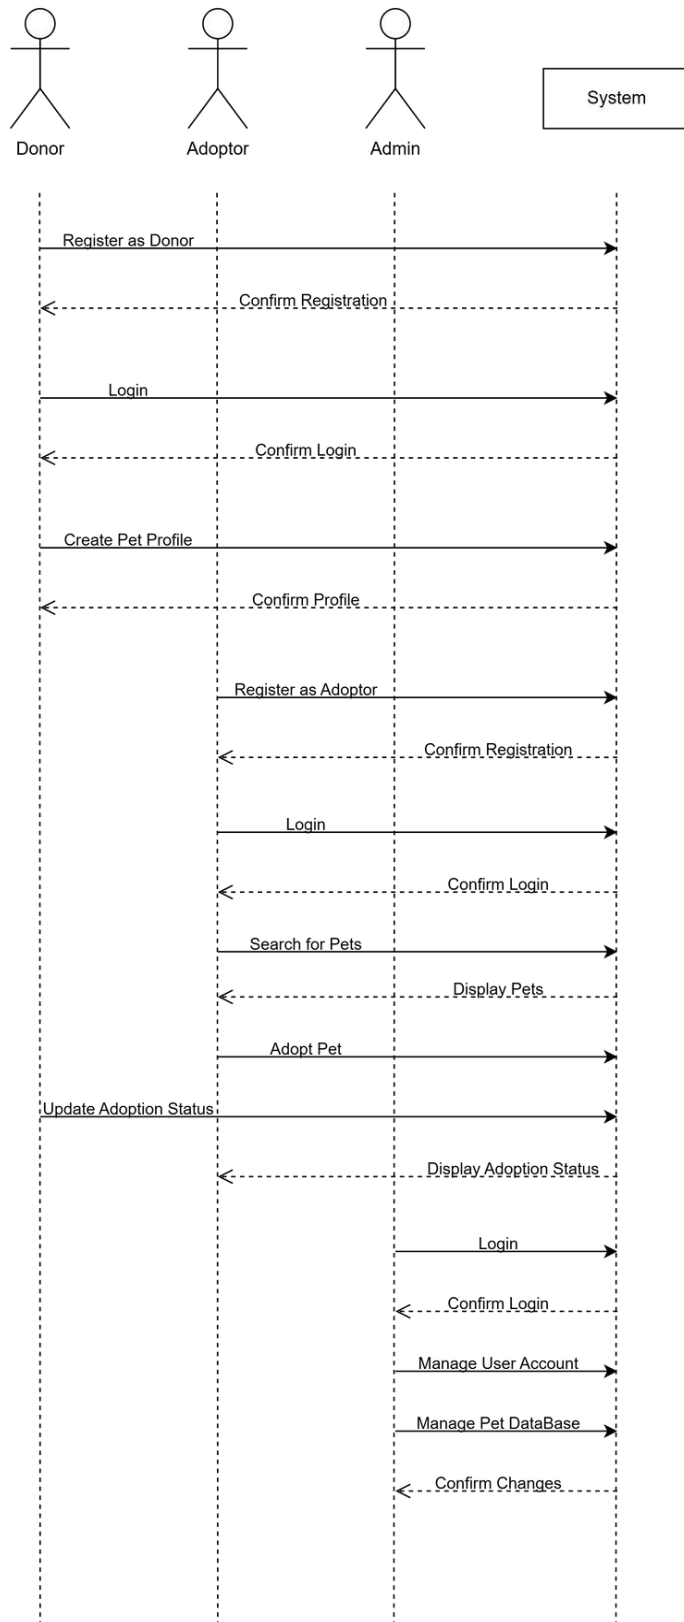 Donor
Adoptor
Admin
System
Register as Donor
Confirm Registration
Login
Confirm Login
Create Pet Profile
Confirm Profile
Register as Adoptor
Confirm Registration
Login
Confirm Login
Search for Pets
Display Pets
Adopt Pet
Update Adoption Status
Display Adoption Status
Login
Confirm Login
Manage User Account
Manage Pet DataBase
Confirm Changes